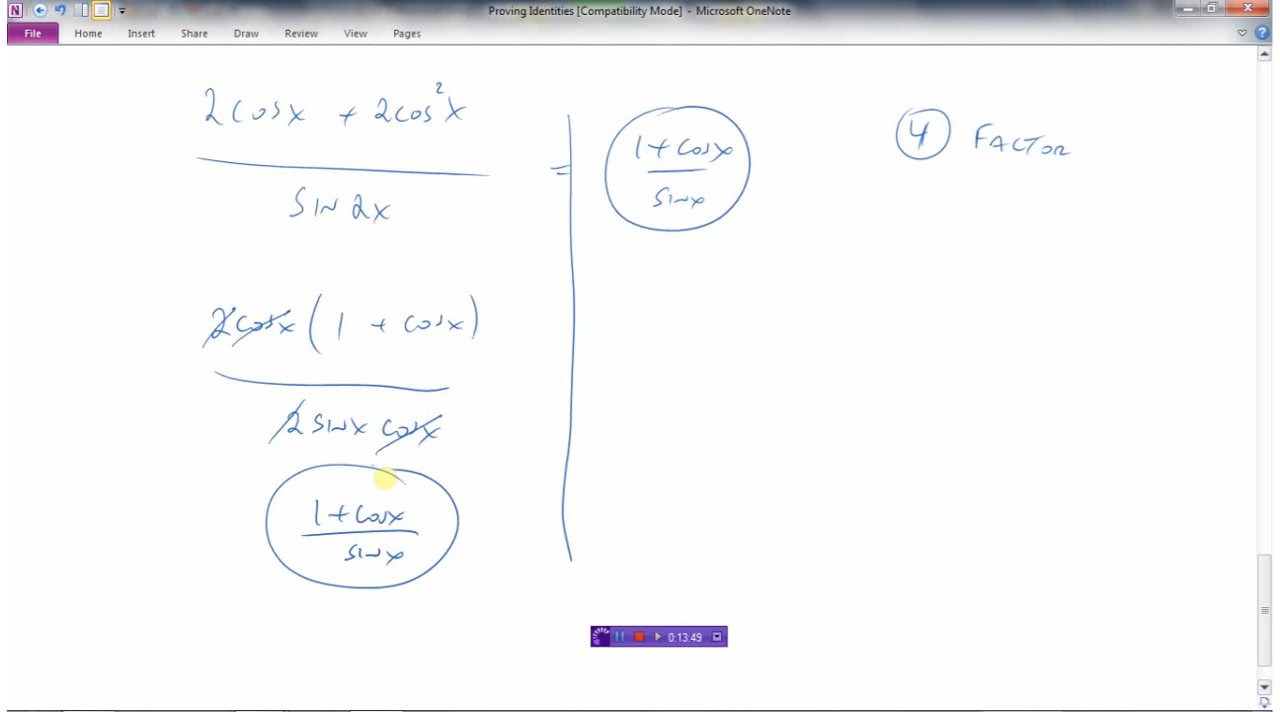 Proving Identities [Compatibility Mode] - Microsoft OneNote
File Home Insert Share Draw Review View Pages
2cosx + 2cos²x
sin 2x
=
1 + cosx
sinx
4 FACTOR
2cosx (1 + cosx)
2 sinx cosx
1 + cosx
sinx
0:13:49